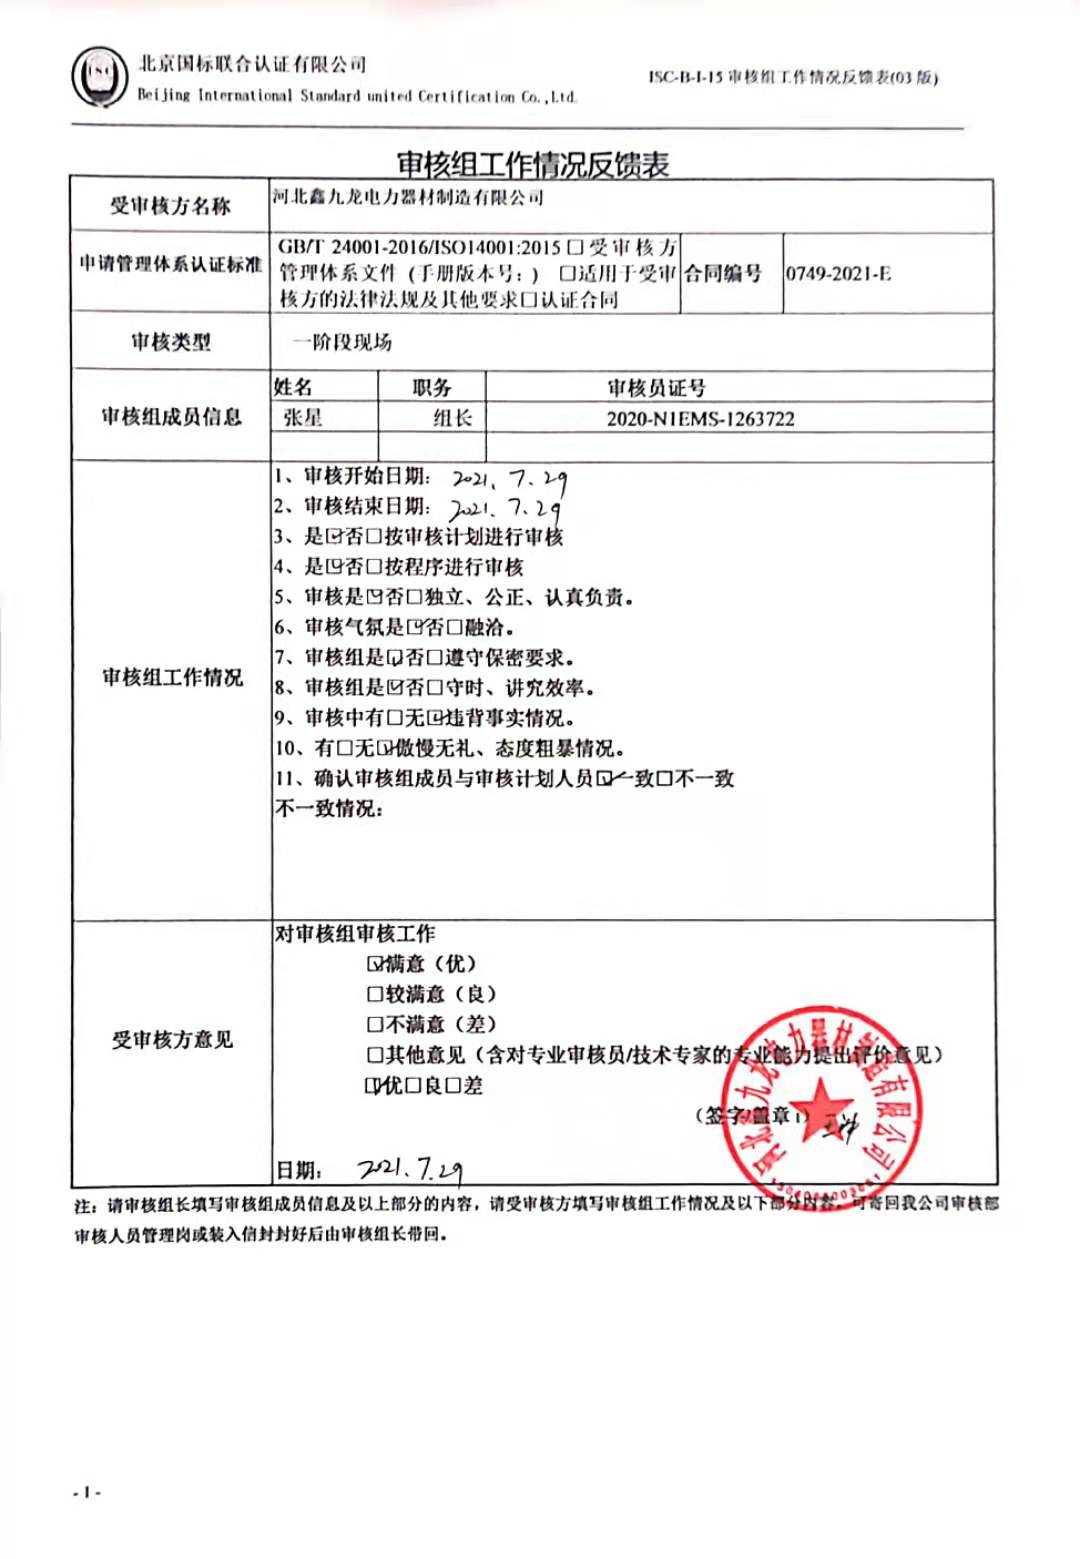 北京国标联合认证有限公司
Beijing International Standard united Certification Co.,Ltd.
ISC-B-I-15 审核组工作情况反馈表(03 版)
审核组工作情况反馈表
受审核方名称
河北鑫九龙电力器材制造有限公司
申请管理体系认证标准
GB/T 24001-2016/ISO14001:2015☐受审核方
管理体系文件(手册版本号:) ☐适用于受审
核方的法律法规及其他要求☐认证合同
合同编号
0749-2021-E
审核类型
一阶段现场
审核组成员信息
姓名 职务 审核员证号
张星 组长 2020-N1EMS-1263722
审核组工作情况
1、审核开始日期: 2021.7.29
2、审核结束日期: 2021.7.29
3、是☑否☐按审核计划进行审核
4、是☑否☐按程序进行审核
5、审核是☑否☐独立、公正、认真负责。
6、审核气氛是☑否☐融洽。
7、审核组是☑否☐遵守保密要求。
8、审核组是☑否☐守时、讲究效率。
9、审核中有☐无☑违背事实情况。
10、有☐无☑傲慢无礼、态度粗暴情况。
11、确认审核组成员与审核计划人员☑一致☐不一致
不一致情况:
受审核方意见
对审核组审核工作
☑满意(优)
☐较满意(良)
☐不满意(差)
☐其他意见(含对专业审核员/技术专家的专业能力提出评价意见)
☑优☐良☐差
(签字/盖章)
河北鑫九龙电力器材制造有限公司
日期: 2021.7.29
注:请审核组长填写审核组成员信息及以上部分的内容,请受审核方填写审核组工作情况及以下部分内容。可寄回我公司审核部
审核人员管理岗或装入信封封好后由审核组长带回。
- 1 -